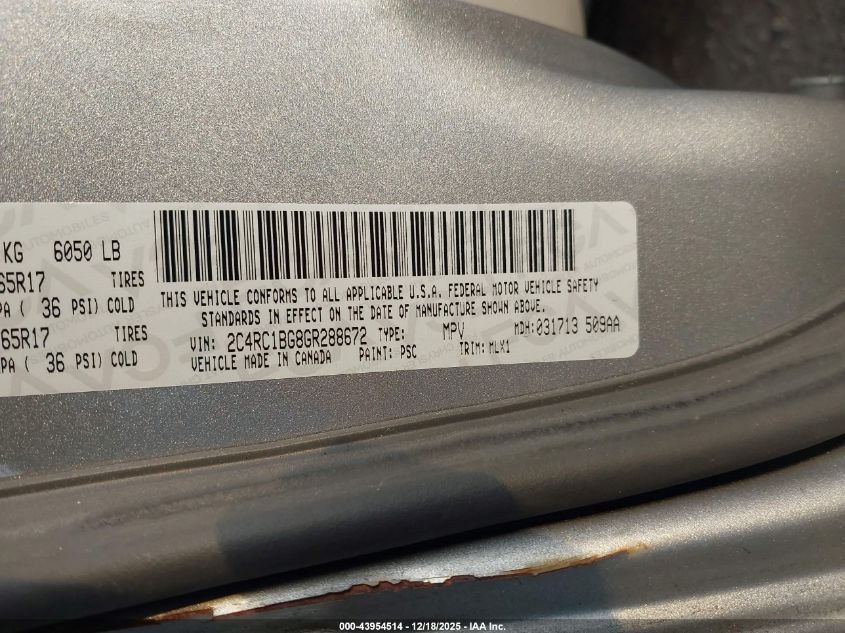 KG 6050 LB
65R17 TIRES
PA ( 36 PSI) COLD
65R17 TIRES
PA ( 36 PSI) COLD
THIS VEHICLE CONFORMS TO ALL APPLICABLE U.S.A. FEDERAL MOTOR VEHICLE SAFETY
STANDARDS IN EFFECT ON THE DATE OF MANUFACTURE SHOWN ABOVE.
VIN: 2C4RC1BG8GR288672 TYPE: MPV MDH: 031713 509AA
VEHICLE MADE IN CANADA PAINT: PSC TRIM: MLX1
000-43954514 - 12/18/2025 - IAA Inc.